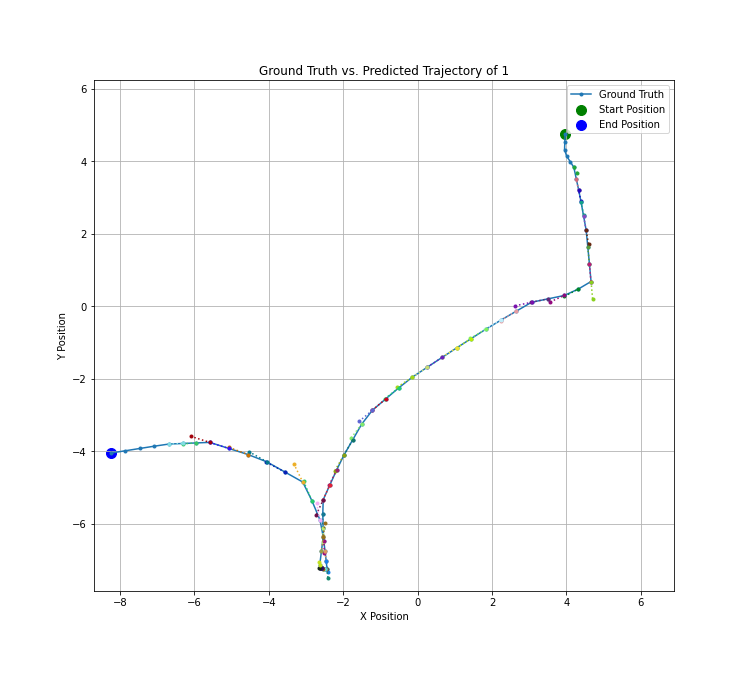 Ground Truth vs. Predicted Trajectory of 1
Ground Truth
Start Position
End Position
6
4
2
0
−2
−4
−6
Y Position
−8 −6 −4 −2 0 2 4 6
X Position